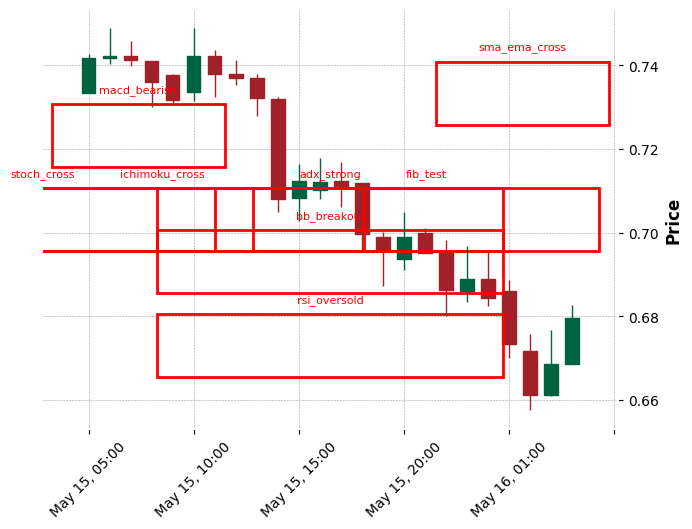 sma_ema_cross
0.74
macd_bearish
0.72
stoch_cross
ichimoku_cross
adx_strong
fib_test
bb_breakout
0.70
Price
rsi_oversold
0.68
0.66
May 15, 05:00
May 15, 10:00
May 15, 15:00
May 15, 20:00
May 16, 01:00